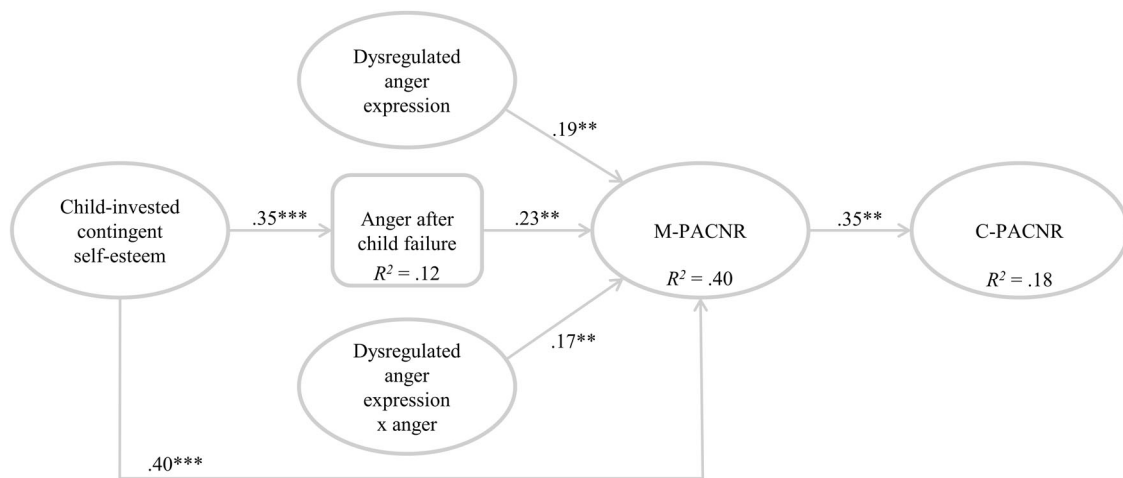 Dysregulated
anger
expression
.19**
Child-invested
contingent
self-esteem
.35***
Anger after
child failure
R² = .12
.23**
M-PACNR
R² = .40
.35**
C-PACNR
R² = .18
Dysregulated
anger
expression
x anger
.17**
.40***